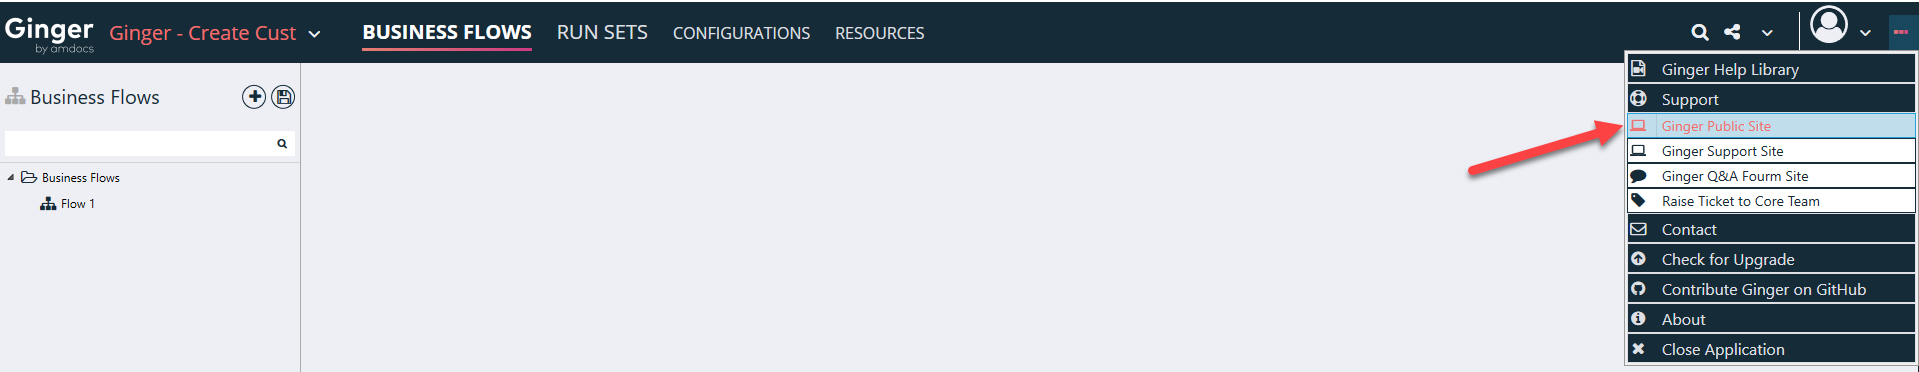 Ginger
by amdocs
Ginger - Create Cust
BUSINESS FLOWS
RUN SETS
CONFIGURATIONS
RESOURCES
Business Flows
Business Flows
Flow 1
Ginger Help Library
Support
Ginger Public Site
Ginger Support Site
Ginger Q&A Fourm Site
Raise Ticket to Core Team
Contact
Check for Upgrade
Contribute Ginger on GitHub
About
Close Application